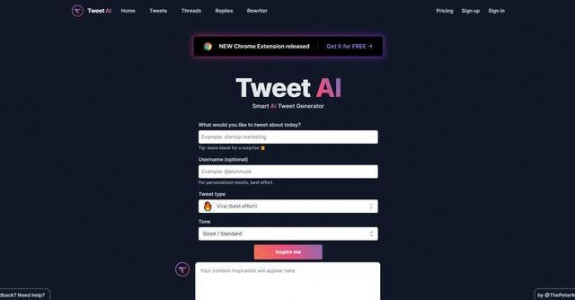 Tweet AI Home Tweets Threads Replies Rewriter Pricing Sign up Sign in
NEW Chrome Extension released Get it for FREE →
Tweet AI
Smart AI Tweet Generator
What would you like to tweet about today?
Example: startup marketing
Tip: leave blank for a surprise
Username (optional)
Example: @elonmusk
For personalized results, best effort.
Tweet type
Viral (best effort)
Tone
Good / Standard
Inspire me
Your content inspiration will appear here
dback? Need help?
by @ThePeter